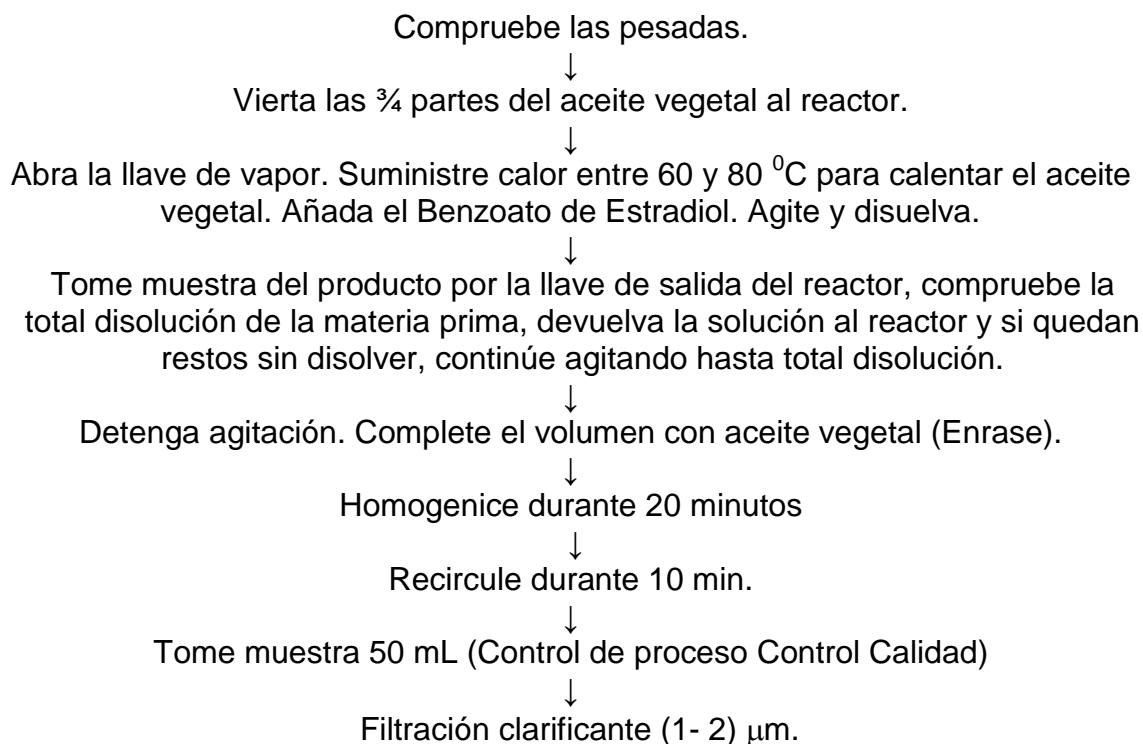 Compruebe las pesadas.
↓
Vierta las ¾ partes del aceite vegetal al reactor.
↓
Abra la llave de vapor. Suministre calor entre 60 y 80 ⁰C para calentar el aceite
vegetal. Añada el Benzoato de Estradiol. Agite y disuelva.
↓
Tome muestra del producto por la llave de salida del reactor, compruebe la
total disolución de la materia prima, devuelva la solución al reactor y si quedan
restos sin disolver, continúe agitando hasta total disolución.
↓
Detenga agitación. Complete el volumen con aceite vegetal (Enrase).
↓
Homogenice durante 20 minutos
↓
Recircule durante 10 min.
↓
Tome muestra 50 mL (Control de proceso Control Calidad)
↓
Filtración clarificante (1- 2) μm.